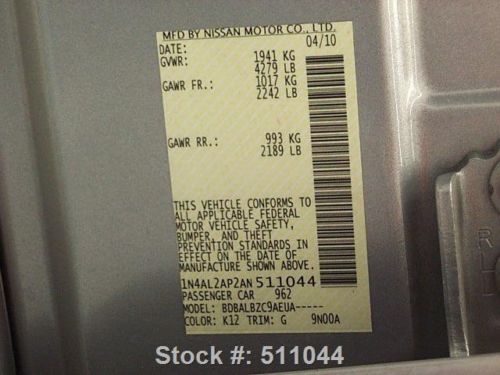 MFD BY NISSAN MOTOR CO., LTD.
DATE: 04/10
GVWR: 1941 KG
4279 LB
GAWR FR.: 1017 KG
2242 LB
GAWR RR.: 993 KG
2189 LB
THIS VEHICLE CONFORMS TO
ALL APPLICABLE FEDERAL
MOTOR VEHICLE SAFETY,
BUMPER, AND THEFT
PREVENTION STANDARDS IN
EFFECT ON THE DATE OF
MANUFACTURE SHOWN ABOVE.
1N4AL2AP2AN511044
PASSENGER CAR 962
MODEL: BDBALBZC9AEUA-----
COLOR: K12 TRIM: G 9N00A
Stock #: 511044